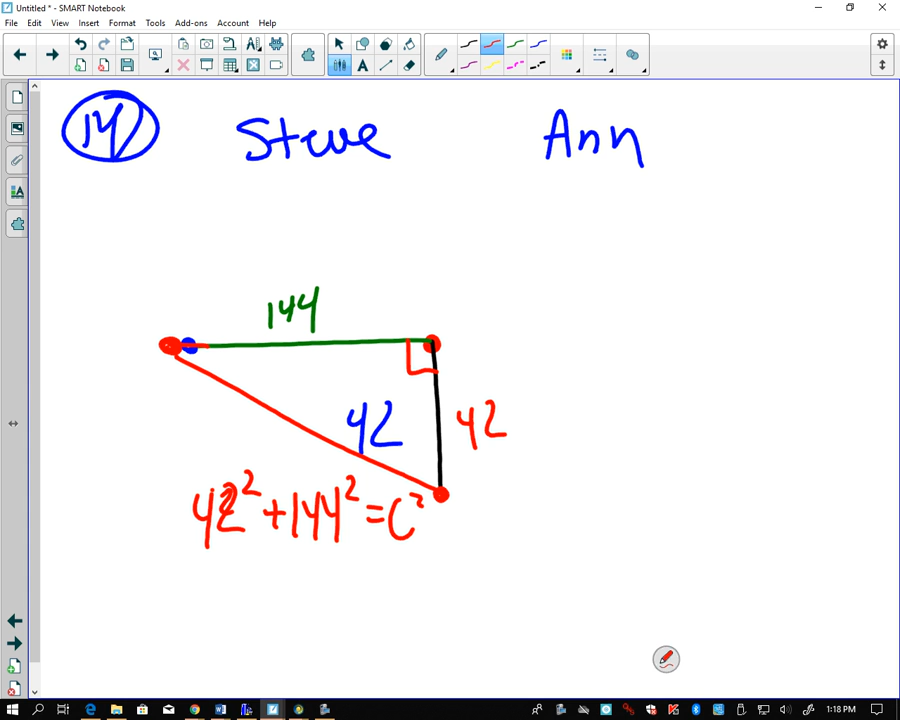 Untitled * - SMART Notebook
File Edit View Insert Format Tools Add-ons Account Help
14 Steve Ann
144
42 42
42² + 144² = C²
1:18 PM